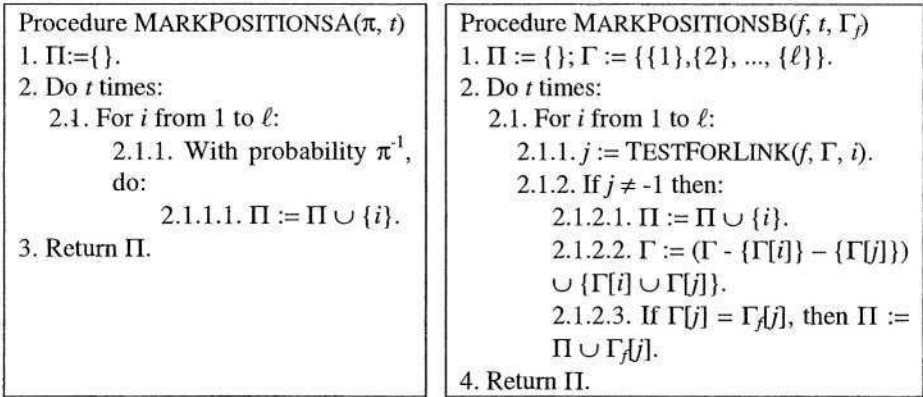 Procedure MARKPOSITIONSA(π, t)
1. Π:={}.
2. Do t times:
2.1. For i from 1 to ℓ:
2.1.1. With probability π⁻¹,
do:
2.1.1.1. Π := Π ∪ {i}.
3. Return Π.
Procedure MARKPOSITIONSB(f, t, Γf)
1. Π := {}; Γ := {{1},{2}, ..., {ℓ}}.
2. Do t times:
2.1. For i from 1 to ℓ:
2.1.1. j := TESTFORLINK(f, Γ, i).
2.1.2. If j ≠ -1 then:
2.1.2.1. Π := Π ∪ {i}.
2.1.2.2. Γ := (Γ - {Γ[i]} – {Γ[j]})
∪ {Γ[i] ∪ Γ[j]}.
2.1.2.3. If Γ[j] = Γf[j], then Π :=
Π ∪ Γf[j].
4. Return Π.